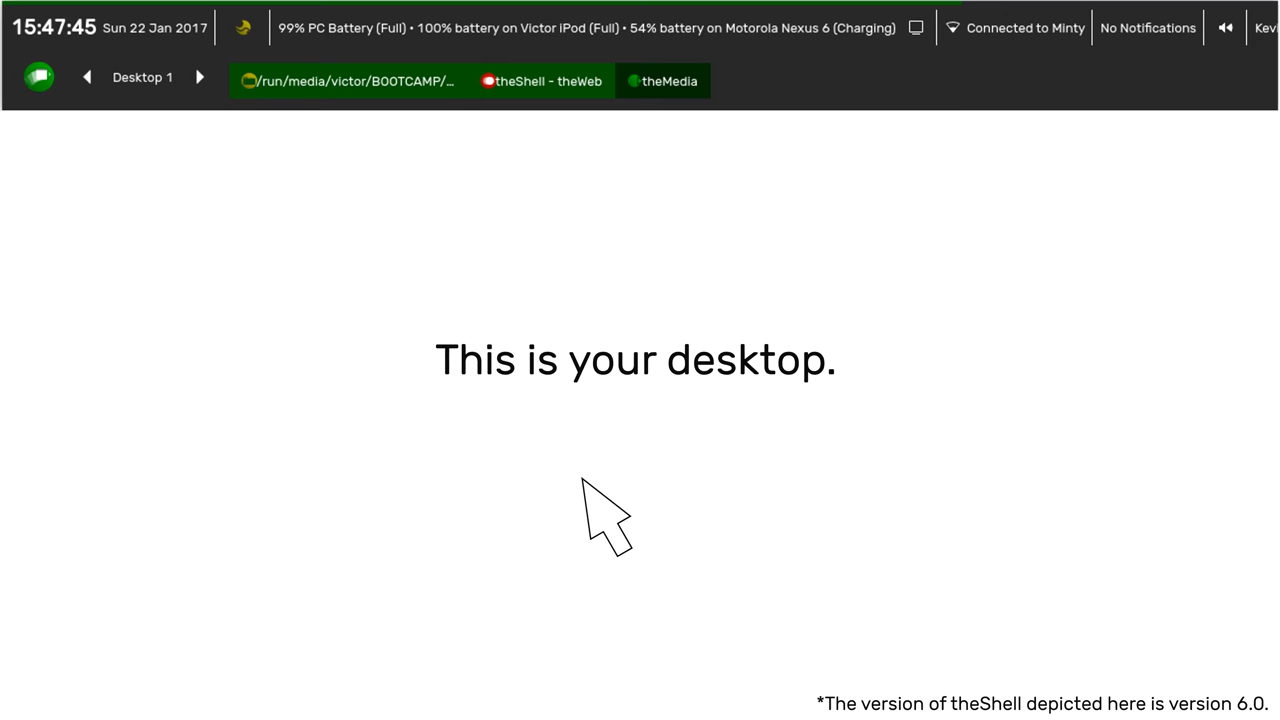 15:47:45 Sun 22 Jan 2017 99% PC Battery (Full) • 100% battery on Victor iPod (Full) • 54% battery on Motorola Nexus 6 (Charging) Connected to Minty No Notifications Kevi
Desktop 1 /run/media/victor/BOOTCAMP/... theShell - theWeb theMedia
This is your desktop.
*The version of theShell depicted here is version 6.0.